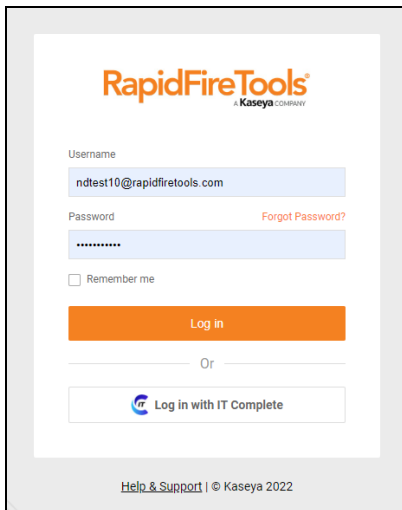 RapidFireTools®
A Kaseya COMPANY
Username
ndtest10@rapidfiretools.com
Password Forgot Password?
•••••••••••
Remember me
Log in
Or
IT Log in with IT Complete
Help & Support | © Kaseya 2022